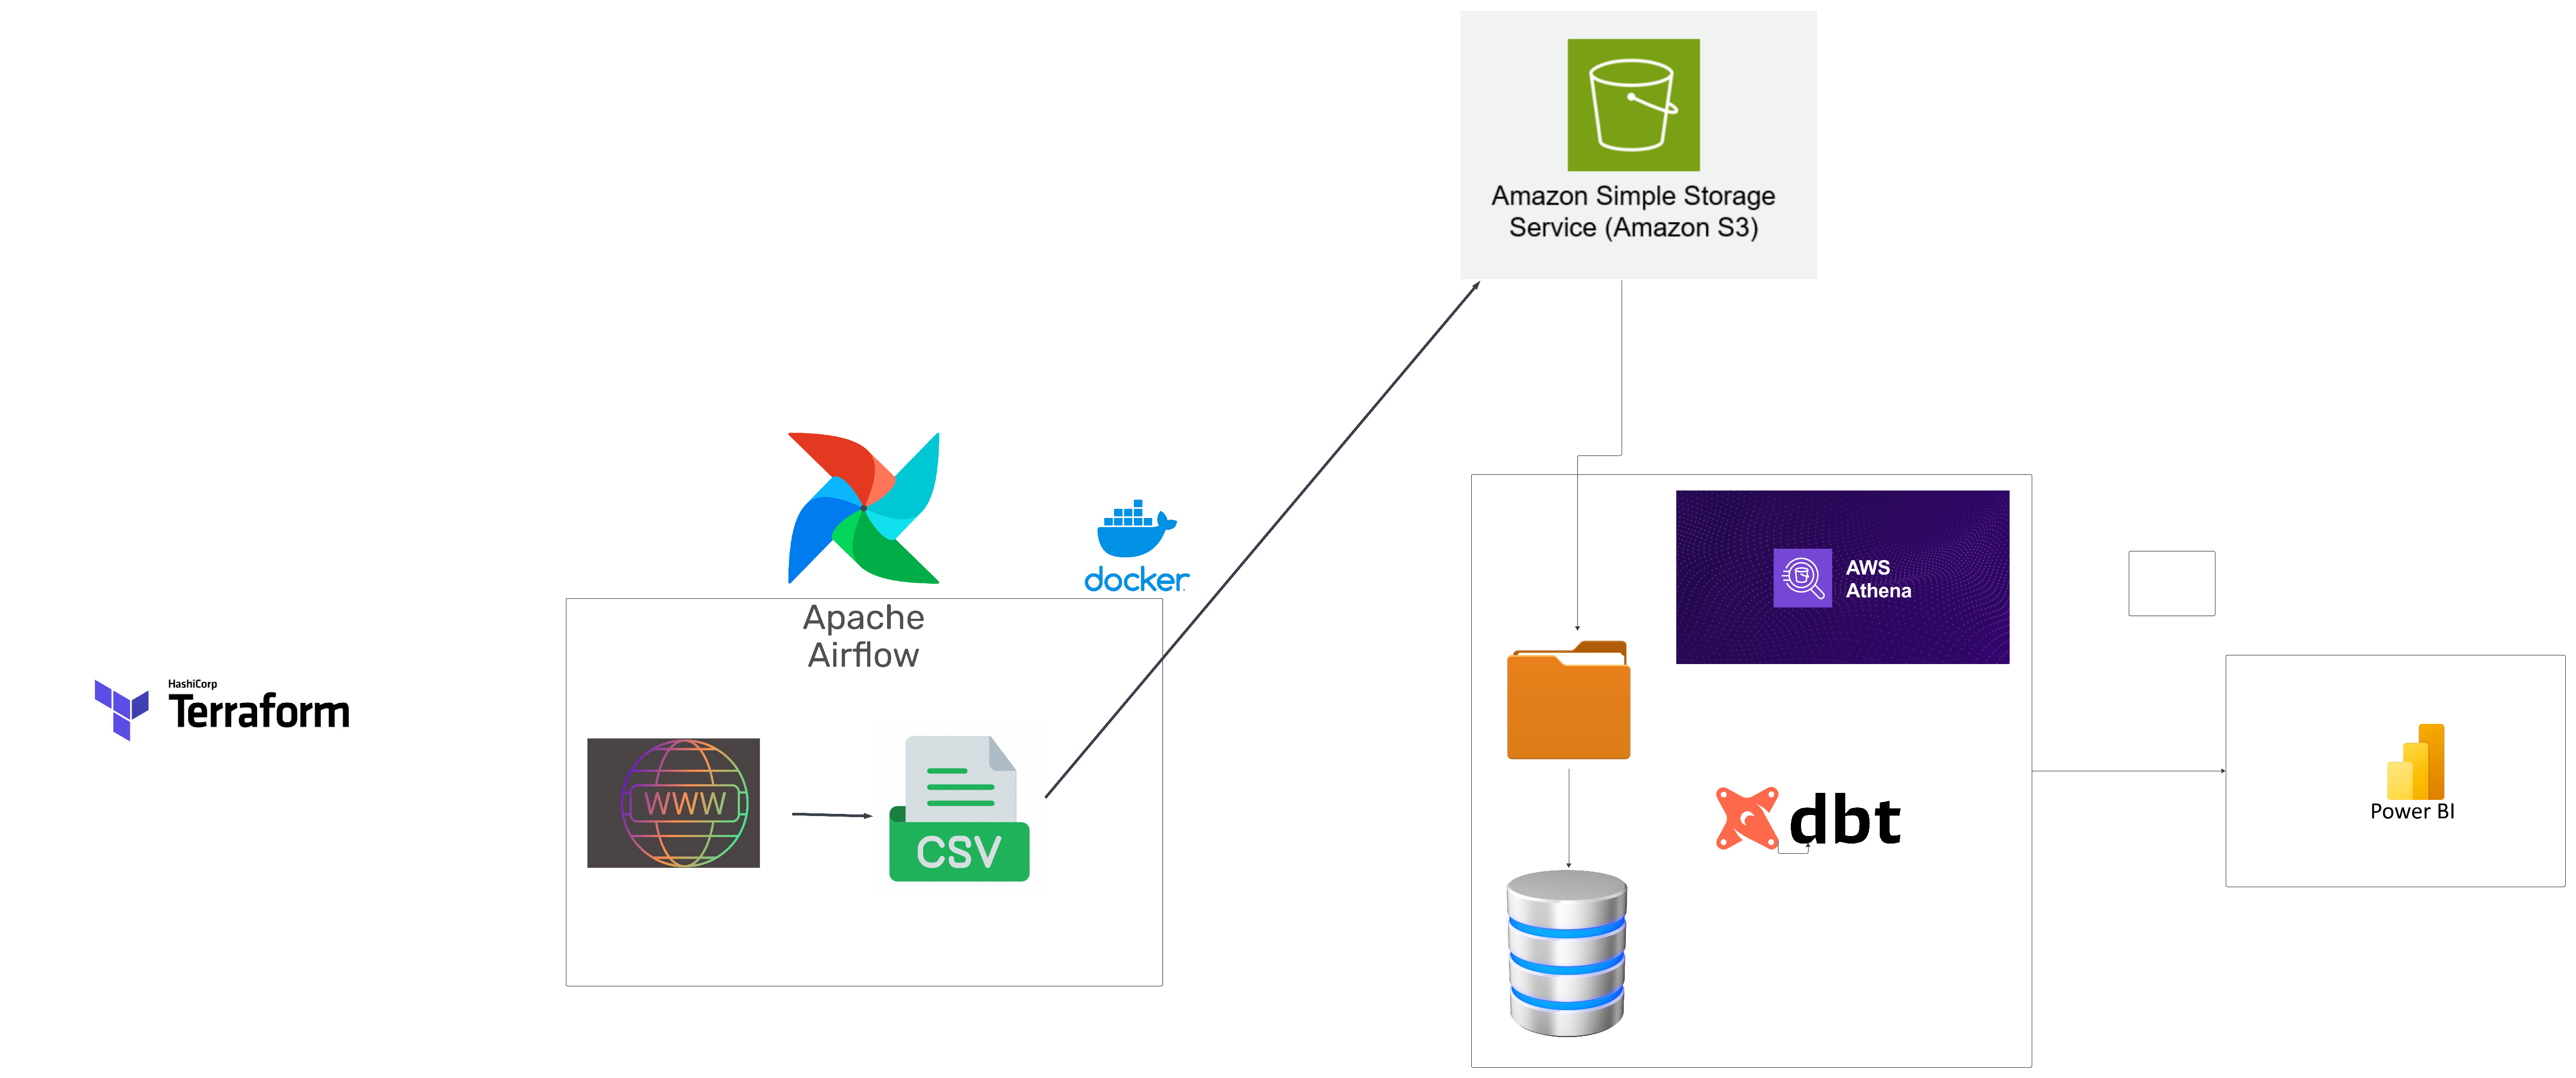 Amazon Simple Storage
Service (Amazon S3)
docker
Apache
Airflow
AWS
Athena
HashiCorp
Terraform
WWW
CSV
dbt
Power BI